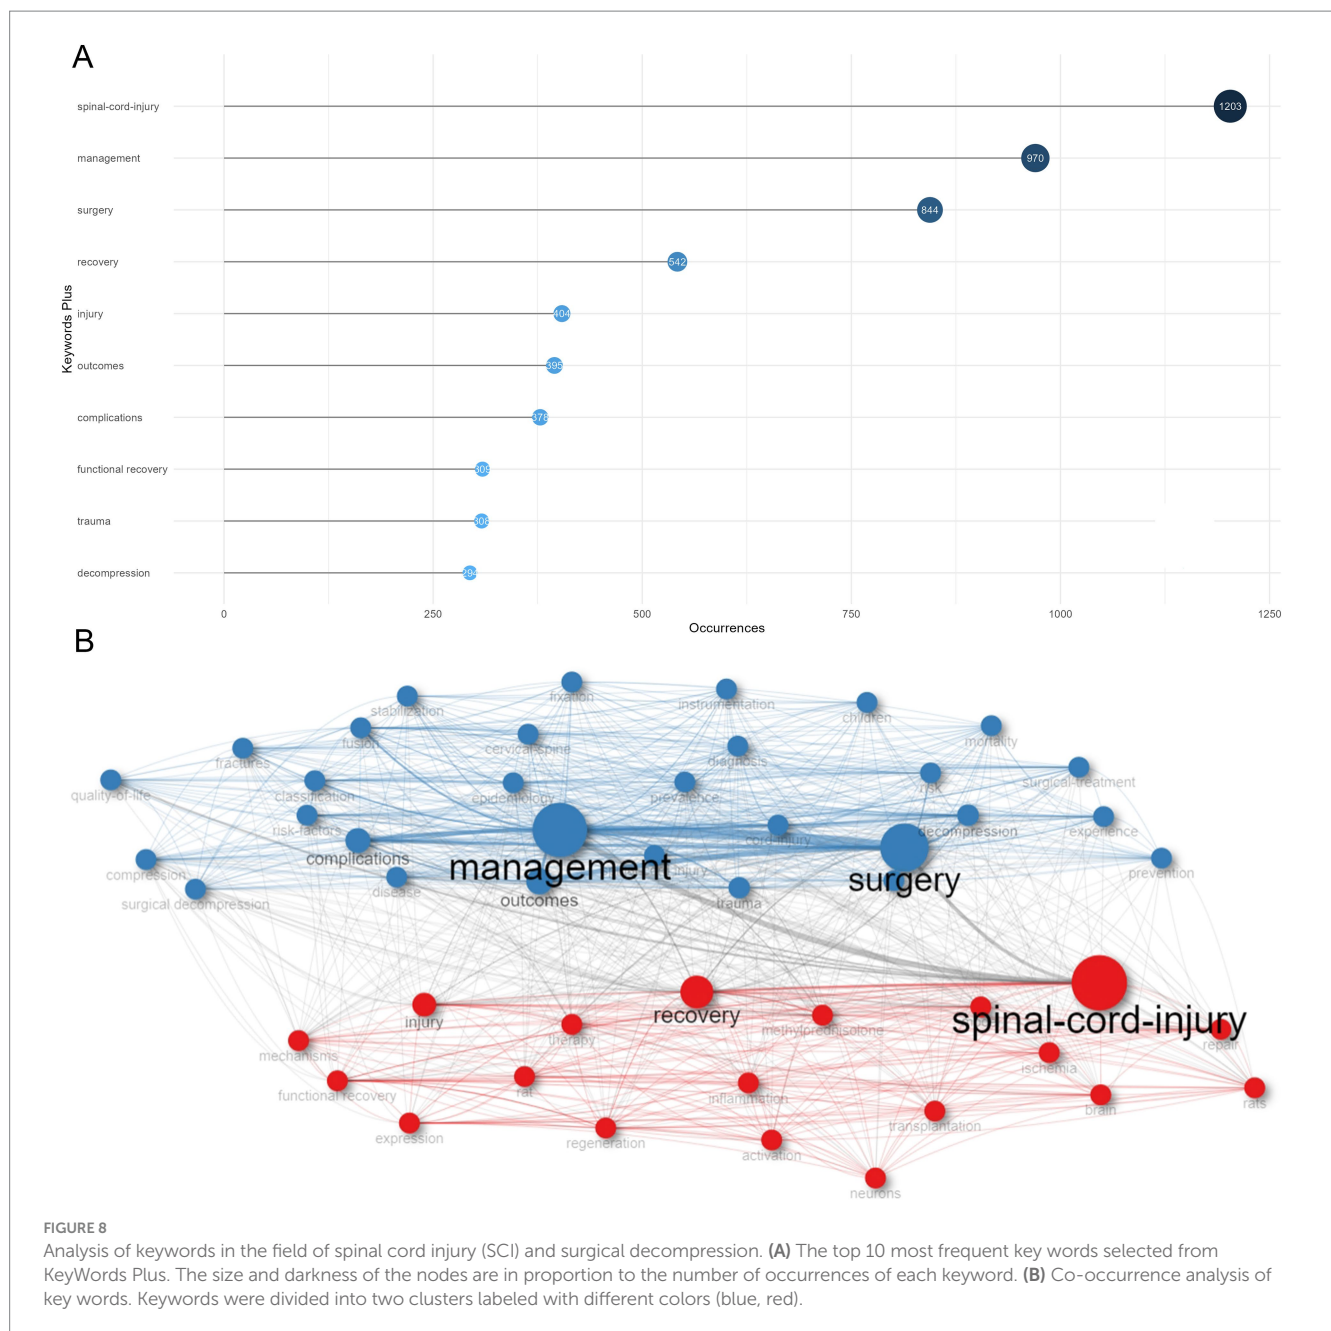 A
spinal-cord-injury
1203
management
970
surgery
844
recovery
542
injury
404
outcomes
395
complications
378
functional recovery
309
trauma
308
decompression
294
Keywords Plus
0 250 500 750 1000 1250
Occurrences
B
fixation
instrumentation
stabilization
children
fusion
cervical-spine
mortality
fractures
diagnosis
surgical-treatment
quality-of-life
classification
epidemiology
prevalence
risk
risk-factors
decompression
experience
cord-injury
complications
management
injury
surgery
compression
prevention
disease
surgical decompression
outcomes
trauma
injury
recovery
spinal-cord-injury
therapy
methylprednisolone
repair
mechanisms
ischemia
functional recovery
rat
inflammation
brain
rats
expression
regeneration
transplantation
activation
neurons
FIGURE 8
Analysis of keywords in the field of spinal cord injury (SCI) and surgical decompression. (A) The top 10 most frequent key words selected from
KeyWords Plus. The size and darkness of the nodes are in proportion to the number of occurrences of each keyword. (B) Co-occurrence analysis of
key words. Keywords were divided into two clusters labeled with different colors (blue, red).